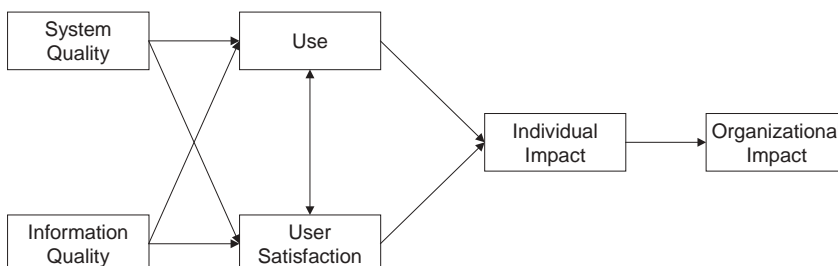 System
Quality
Use
Individual
Impact
Organizationa
Impact
Information
Quality
User
Satisfaction